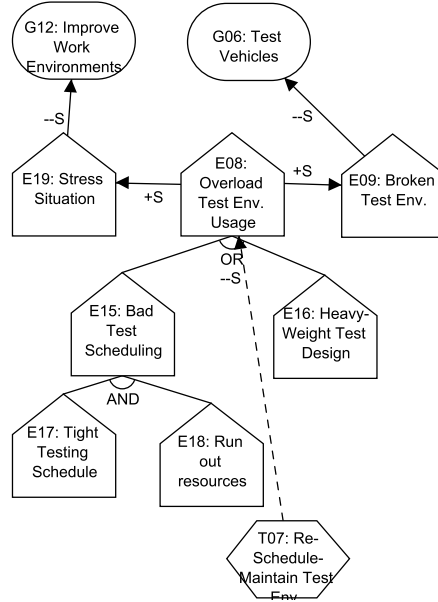 G12: Improve
Work
Environments
G06: Test
Vehicles
--S
--S
E19: Stress
Situation
+S
E08:
Overload
Test Env.
Usage
+S
E09: Broken
Test Env.
OR
--S
E15: Bad
Test
Scheduling
E16: Heavy-
Weight Test
Design
AND
E17: Tight
Testing
Schedule
E18: Run
out
resources
T07: Re-
Schedule-
Maintain Test
Env